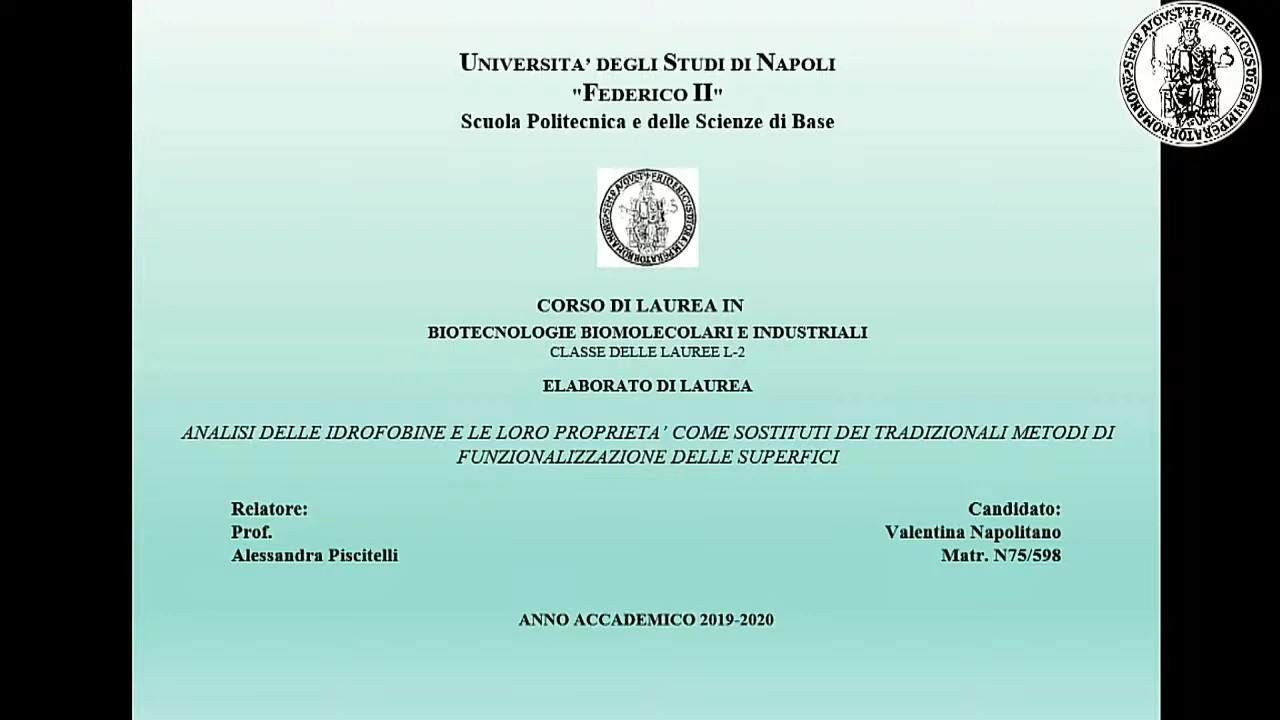 UNIVERSITA' DEGLI STUDI DI NAPOLI
"FEDERICO II"
Scuola Politecnica e delle Scienze di Base
CORSO DI LAUREA IN
BIOTECNOLOGIE BIOMOLECOLARI E INDUSTRIALI
CLASSE DELLE LAUREE L-2
ELABORATO DI LAUREA
ANALISI DELLE IDROFOBINE E LE LORO PROPRIETA' COME SOSTITUTI DEI TRADIZIONALI METODI DI
FUNZIONALIZZAZIONE DELLE SUPERFICI
Relatore:
Prof.
Alessandra Piscitelli
Candidato:
Valentina Napolitano
Matr. N75/598
ANNO ACCADEMICO 2019-2020